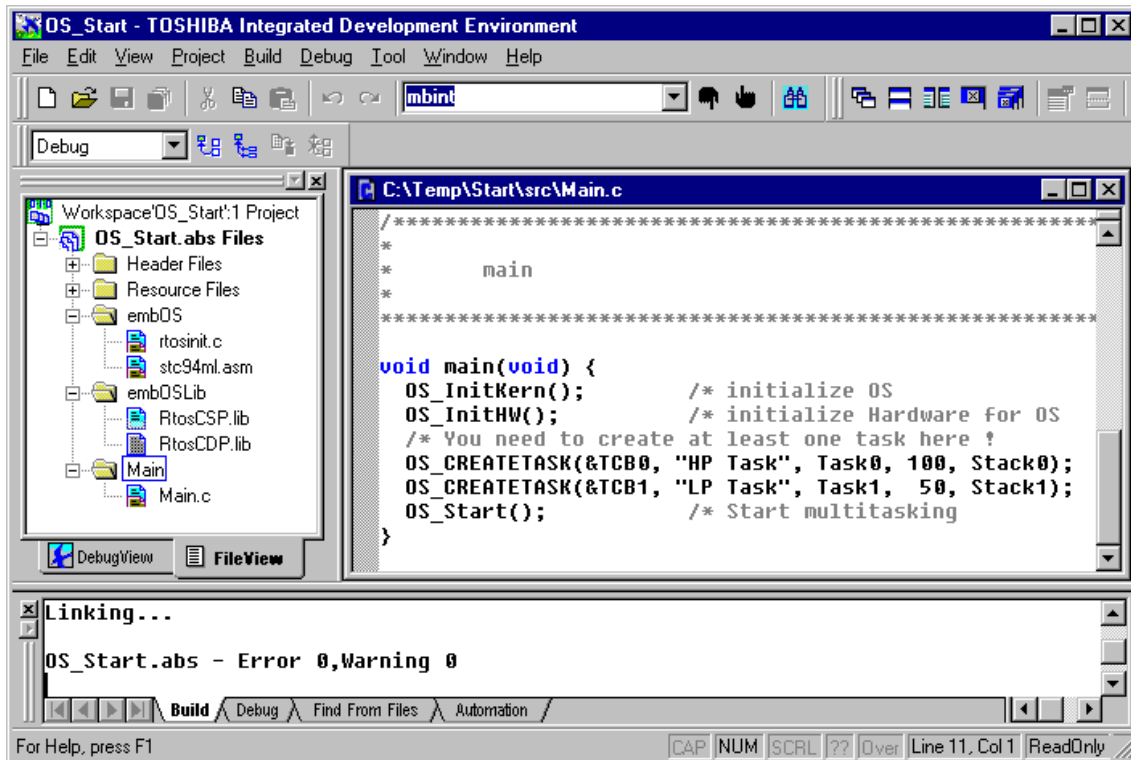 OS_Start - TOSHIBA Integrated Development Environment
File Edit View Project Build Debug Tool Window Help
mbint
Debug
Workspace'OS_Start':1 Project
OS_Start.abs Files
Header Files
Resource Files
embOS
rtosinit.c
stc94ml.asm
embOSLib
RtosCSP.lib
RtosCDP.lib
Main
Main.c
DebugView FileView
C:\Temp\Start\src\Main.c
/*******************************************************
*
* main
*
********************************************************
void main(void) {
OS_InitKern(); /* initialize OS
OS_InitHW(); /* initialize Hardware for OS
/* You need to create at least one task here !
OS_CREATETASK(&TCB0, "HP Task", Task0, 100, Stack0);
OS_CREATETASK(&TCB1, "LP Task", Task1, 50, Stack1);
OS_Start(); /* Start multitasking
}
Linking...
OS_Start.abs - Error 0,Warning 0
Build Debug Find From Files Automation
For Help, press F1 CAP NUM SCRL ?? Over Line 11, Col 1 ReadOnly